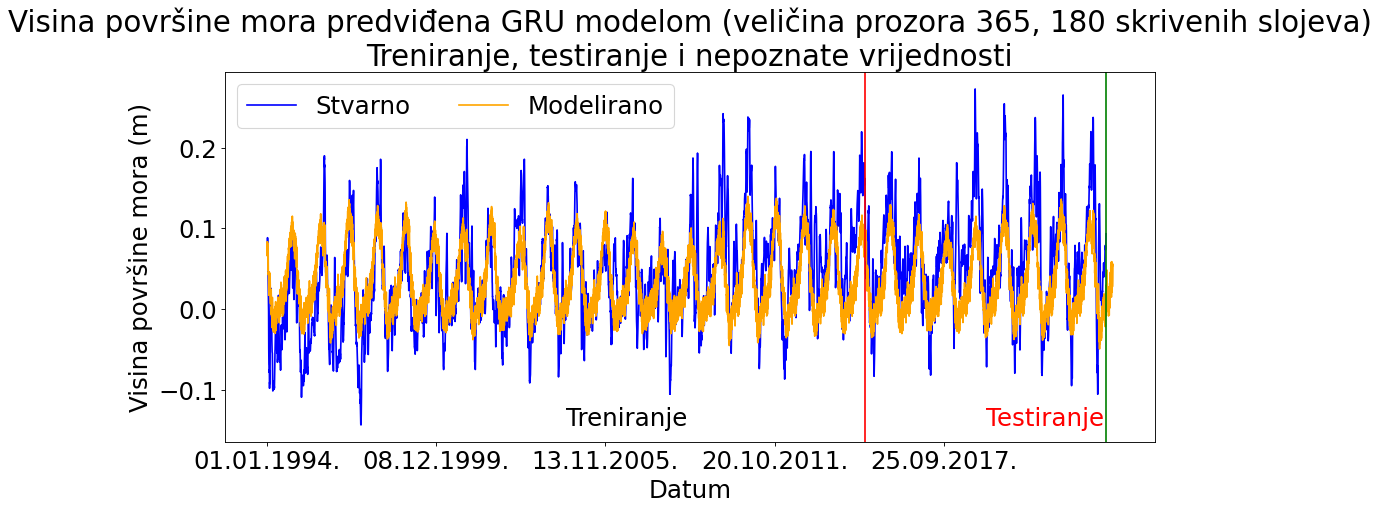 Visina površine mora predviđena GRU modelom (veličina prozora 365, 180 skrivenih slojeva)
Treniranje, testiranje i nepoznate vrijednosti
Stvarno
Modelirano
Visina površine mora (m)
0.2
0.1
0.0
−0.1
Treniranje
Testiranje
01.01.1994.
08.12.1999.
13.11.2005.
20.10.2011.
25.09.2017.
Datum